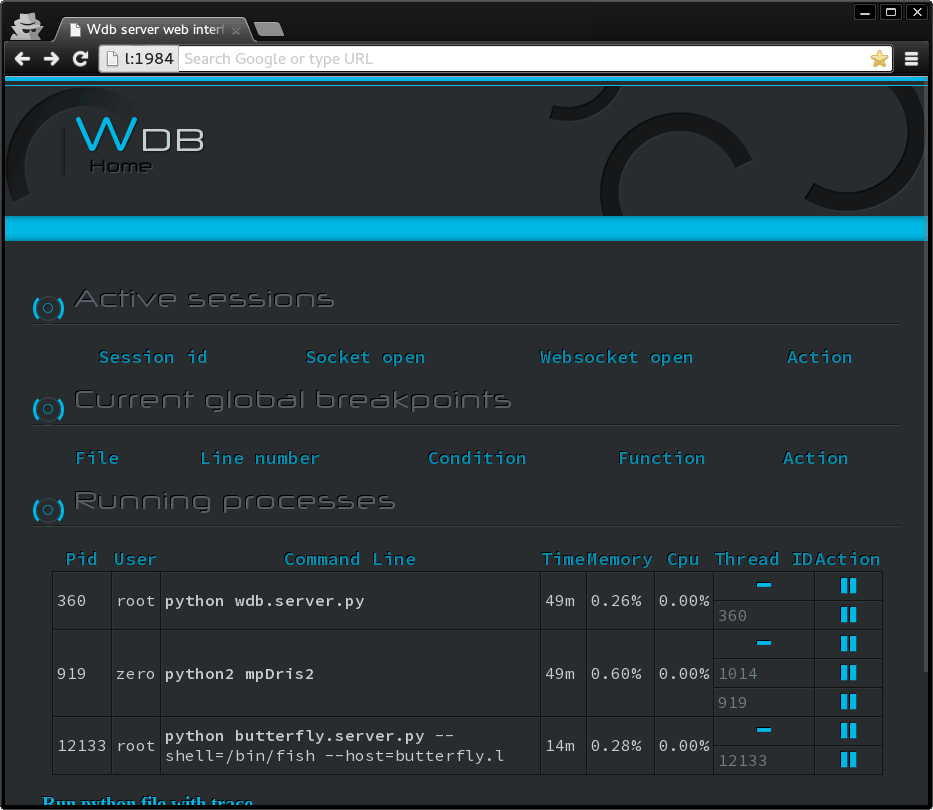 Wdb server web inter
l:1984 Search Google or type URL
WDB
Home
Active sessions
Session id Socket open Websocket open Action
Current global breakpoints
File Line number Condition Function Action
Running processes
Pid User Command Line Time Memory Cpu Thread ID Action
360 root python wdb.server.py 49m 0.26% 0.00%
360
919 zero python2 mpDris2 49m 0.60% 0.00%
1014
919
12133 root python butterfly.server.py --
shell=/bin/fish --host=butterfly.l 14m 0.28% 0.00%
12133
Run python file with trace